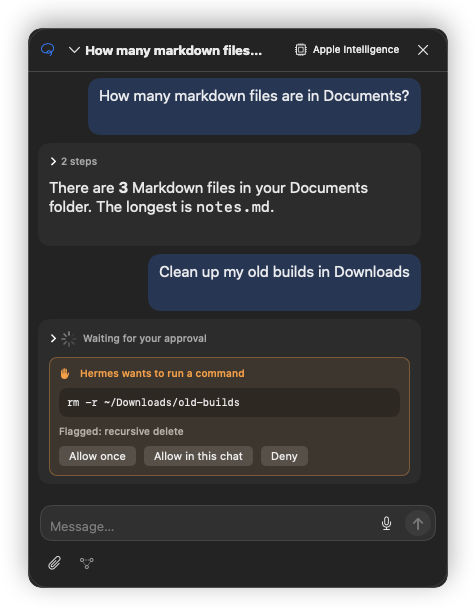 How many markdown files...
Apple Intelligence
How many markdown files are in Documents?
2 steps
There are 3 Markdown files in your Documents
folder. The longest is notes.md.
Clean up my old builds in Downloads
Waiting for your approval
Hermes wants to run a command
rm -r ~/Downloads/old-builds
Flagged: recursive delete
Allow once
Allow in this chat
Deny
Message...